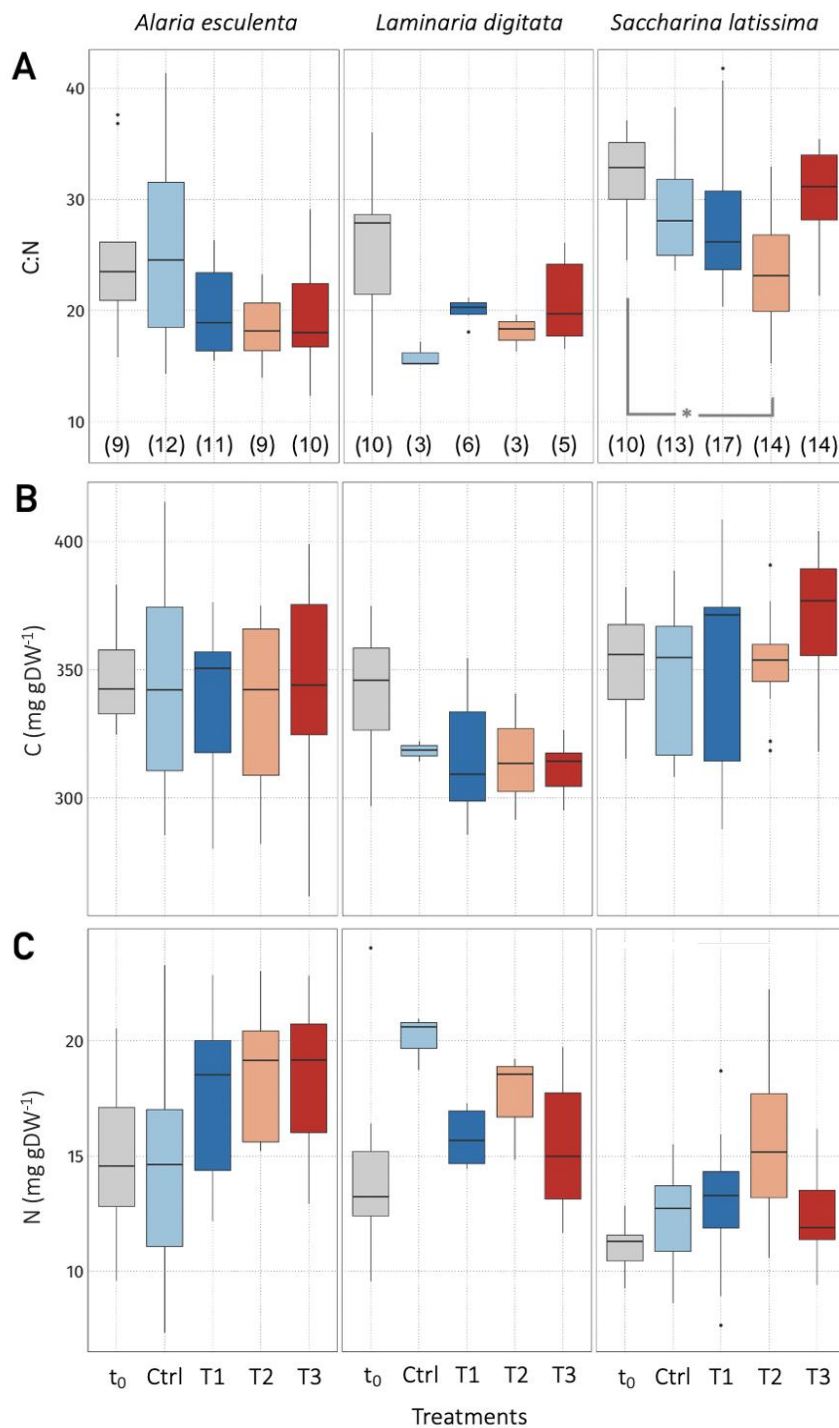 Alaria esculenta Laminaria digitata Saccharina latissima
A
40
30
20
10
C:N
*
(9) (12) (11) (9) (10) (10) (3) (6) (3) (5) (10) (13) (17) (14) (14)
B
400
350
300
C (mg gDW⁻¹)
C
20
15
10
N (mg gDW⁻¹)
t₀ Ctrl T1 T2 T3 t₀ Ctrl T1 T2 T3 t₀ Ctrl T1 T2 T3
Treatments